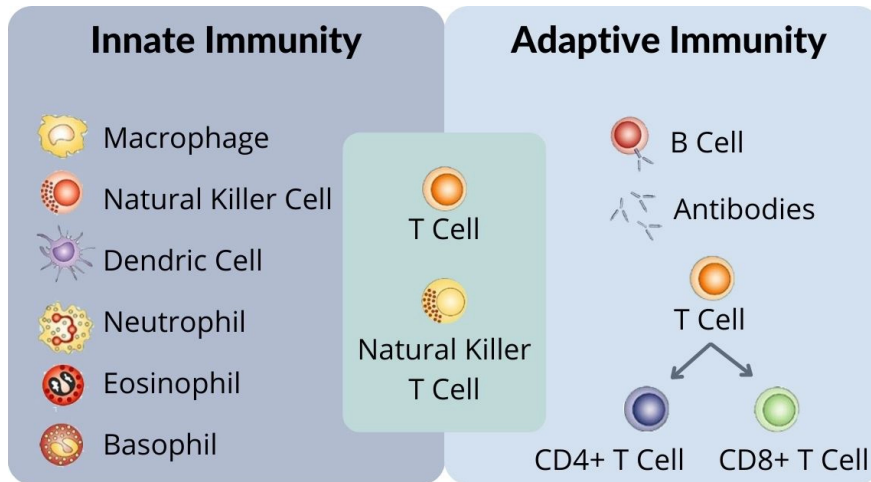 Innate Immunity
Macrophage
Natural Killer Cell
Dendric Cell
Neutrophil
Eosinophil
Basophil
T Cell
Natural Killer
T Cell
Adaptive Immunity
B Cell
Antibodies
T Cell
CD4+ T Cell
CD8+ T Cell